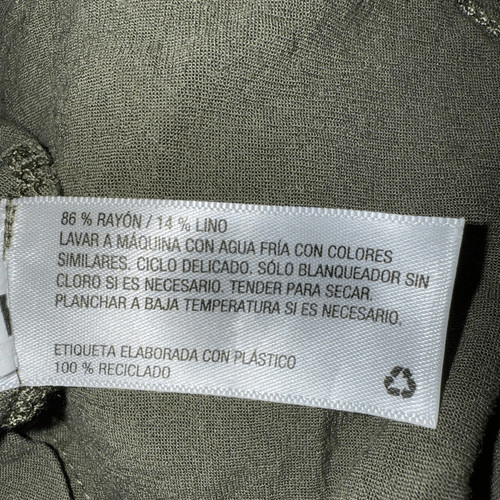 86 % RAYÓN / 14 % LINO
LAVAR A MÁQUINA CON AGUA FRÍA CON COLORES
SIMILARES. CICLO DELICADO. SÓLO BLANQUEADOR SIN
CLORO SI ES NECESARIO. TENDER PARA SECAR.
PLANCHAR A BAJA TEMPERATURA SI ES NECESARIO.
ETIQUETA ELABORADA CON PLÁSTICO
100 % RECICLADO